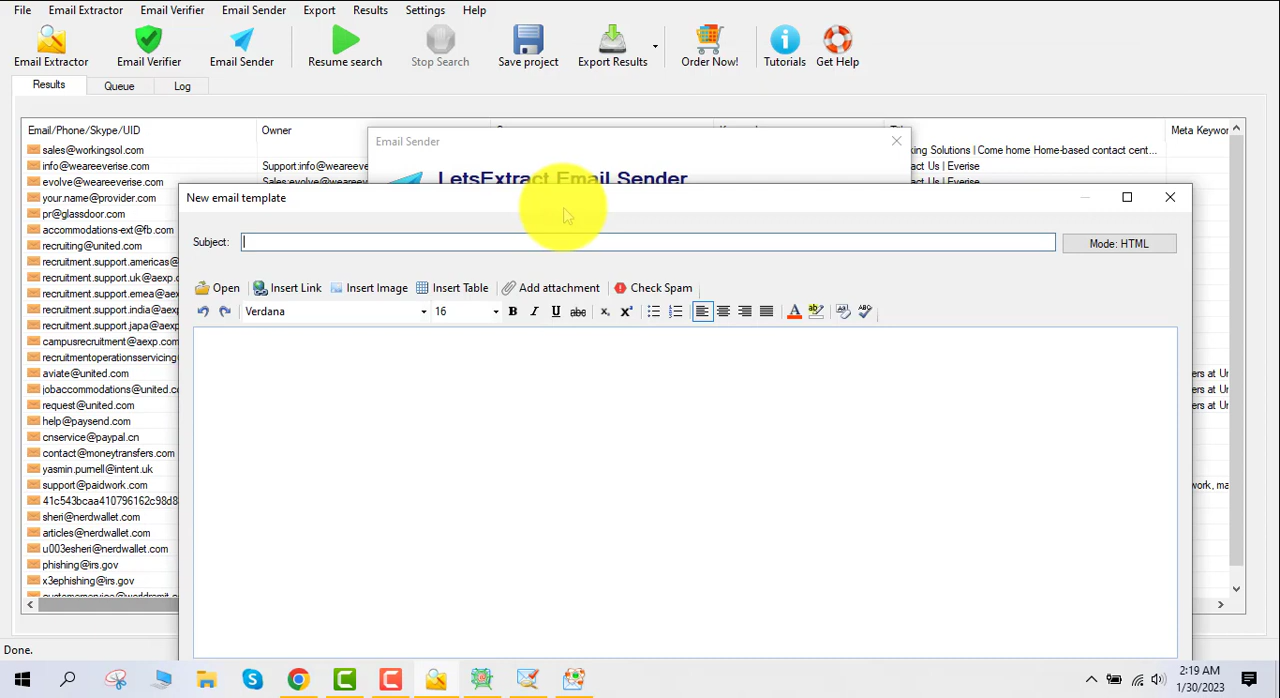 File Email Extractor Email Verifier Email Sender Export Results Settings Help
Email Extractor Email Verifier Email Sender Resume search Stop Search Save project Export Results Order Now! Tutorials Get Help
Results Queue Log
Email/Phone/Skype/UID Owner Meta Keywor
Email Sender
sales@workingsol.com king Solutions | Come home Home-based contact cent...
info@weareeverise.com Support:info@weareeve act Us | Everise
evolve@weareeverise.com Sales:evolve@weareeve LetsExtract Email Sender act Us | Everise
your.name@provider.com
New email template
pr@glassdoor.com
accommodations-ext@fb.com
recruiting@united.com
Subject: Mode: HTML
recruitment.support.americas@
recruitment.support.uk@aexp
Open Insert Link Insert Image Insert Table Add attachment Check Spam
recruitment.support.emea@aex
recruitment.support.india@aexp
Verdana 16 B I U abc
recruitment.support.japa@aexp
campusrecruitment@aexp.com
recruitmentoperationsservicing
aviate@united.com ers at Ur
jobaccommodations@united.cc ers at Ur
request@united.com ers at Ur
help@paysend.com
cnservice@paypal.cn
contact@moneytransfers.com
yasmin.purnell@intent.uk
support@paidwork.com work, ma
41c543bcaa410796162c98d8
sheri@nerdwallet.com
articles@nerdwallet.com
u003esheri@nerdwallet.com
phishing@irs.gov
x3ephishing@irs.gov
Done.
2:19 AM
1/30/2023